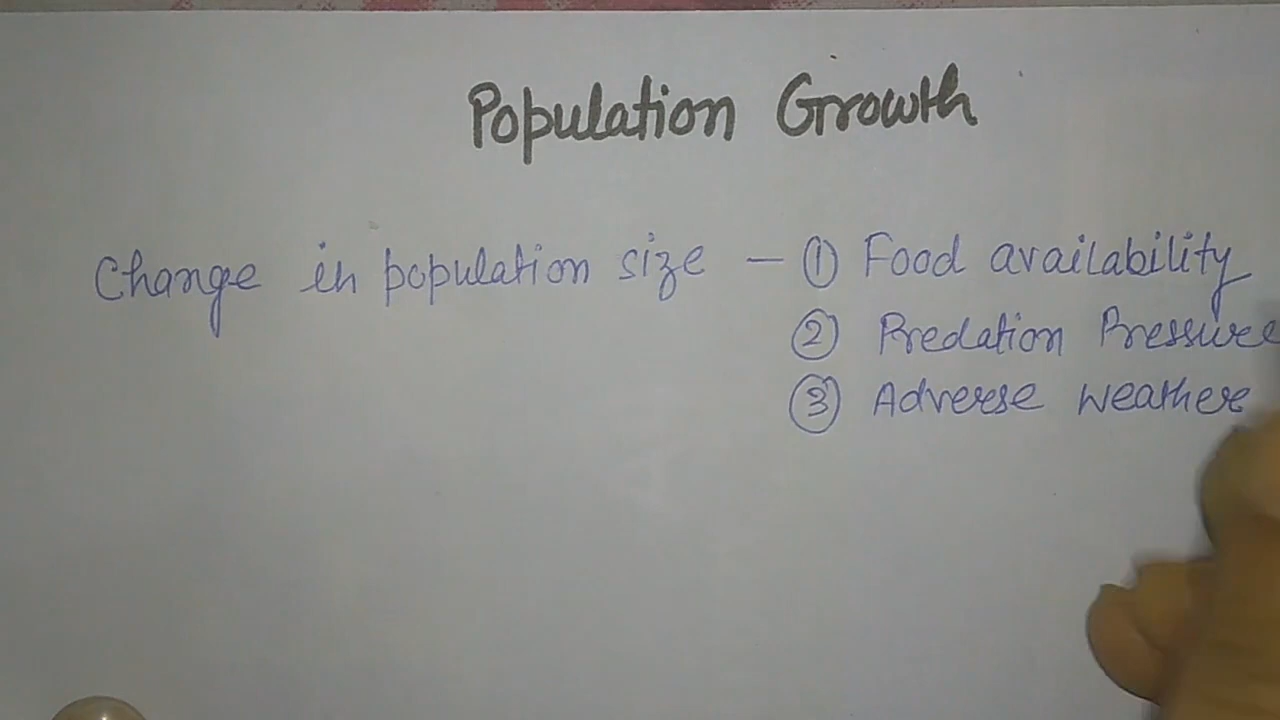 Population Growth
Change in population size — ① Food availability
② Predation Pressure
③ Adverse weather